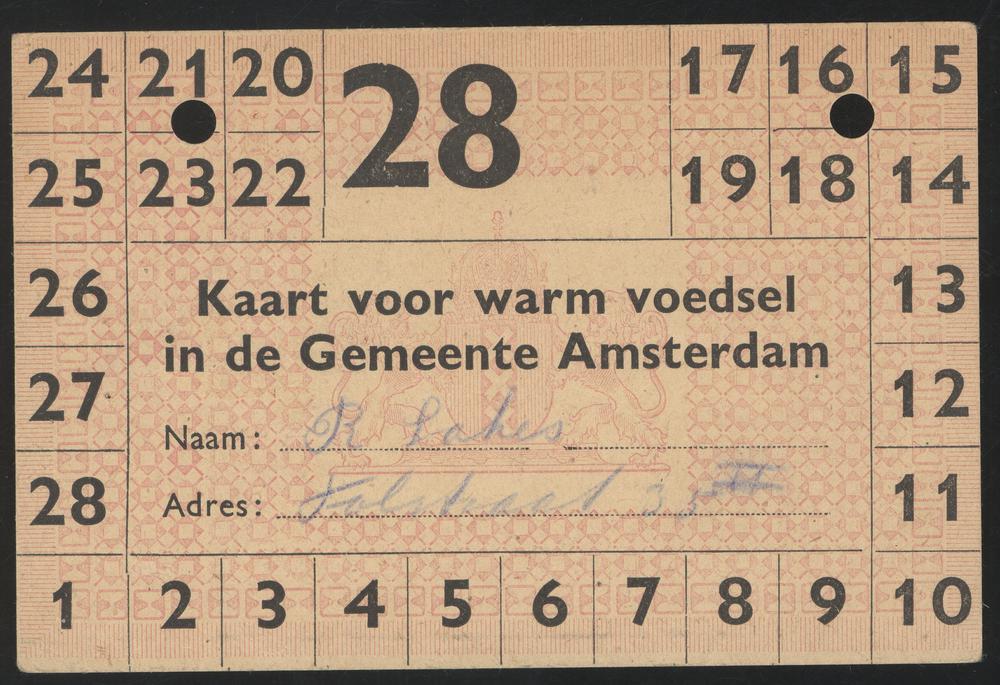 24 21 20 28 17 16 15
25 23 22 19 18 14
26 13
Kaart voor warm voedsel
in de Gemeente Amsterdam
27 12
Naam: R
28 11
Adres: 35 III
1 2 3 4 5 6 7 8 9 10